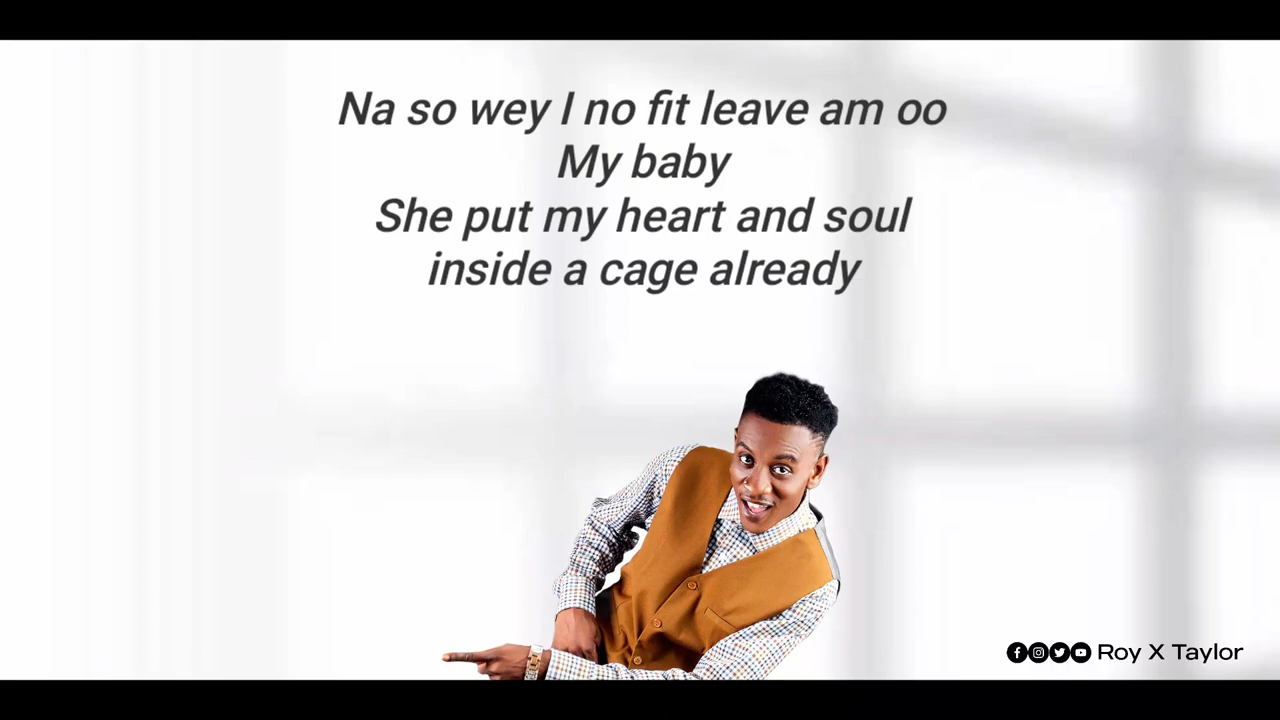 Na so wey I no fit leave am oo
My baby
She put my heart and soul
inside a cage already
Roy X Taylor